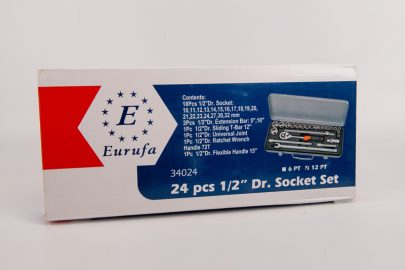 E
Eurufa
Contents:
18Pcs 1/2"Dr. Socket:
10,11,12,13,14,15,16,17,18,19,20,
21,22,23,24,27,30,32 mm
2Pcs 1/2"Dr. Extension Bar: 5",10"
1Pc 1/2"Dr. Sliding T-Bar 12"
1Pc 1/2"Dr. Universal Joint
1Pc 1/2"Dr. Ratchet Wrench
Handle 72T
1Pc 1/2"Dr. Flexible Handle 15"
34024
6 PT 12 PT
24 pcs 1/2" Dr. Socket Set